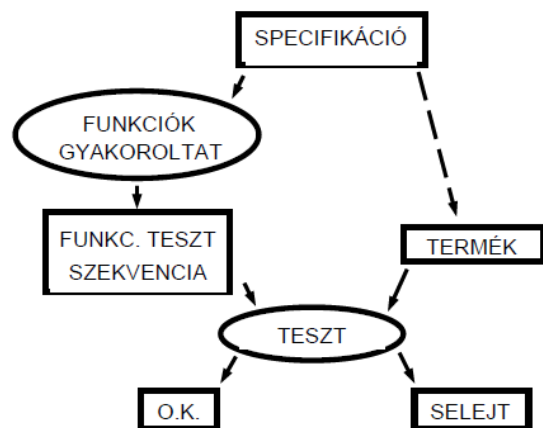 SPECIFIKÁCIÓ
FUNKCIÓK
GYAKOROLTAT
FUNKC. TESZT
SZEKVENCIA
TERMÉK
TESZT
O.K.
SELEJT